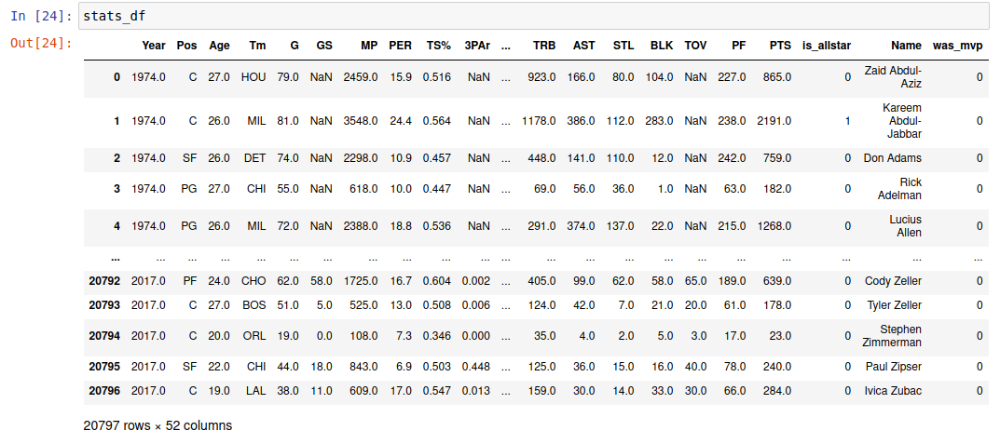 In [24]: stats_df
Out[24]:
Year Pos Age Tm G GS MP PER TS% 3PAr ... TRB AST STL BLK TOV PF PTS is_allstar Name was_mvp
0 1974.0 C 27.0 HOU 79.0 NaN 2459.0 15.9 0.516 NaN ... 923.0 166.0 80.0 104.0 NaN 227.0 865.0 0 Zaid Abdul-
Aziz 0
1 1974.0 C 26.0 MIL 81.0 NaN 3548.0 24.4 0.564 NaN ... 1178.0 386.0 112.0 283.0 NaN 238.0 2191.0 1 Kareem
Abdul-
Jabbar 0
2 1974.0 SF 26.0 DET 74.0 NaN 2298.0 10.9 0.457 NaN ... 448.0 141.0 110.0 12.0 NaN 242.0 759.0 0 Don Adams 0
3 1974.0 PG 27.0 CHI 55.0 NaN 618.0 10.0 0.447 NaN ... 69.0 56.0 36.0 1.0 NaN 63.0 182.0 0 Rick
Adelman 0
4 1974.0 PG 26.0 MIL 72.0 NaN 2388.0 18.8 0.536 NaN ... 291.0 374.0 137.0 22.0 NaN 215.0 1268.0 0 Lucius
Allen 0
... ... ... ... ... ... ... ... ... ... ... ... ... ... ... ... ... ... ... ... ... ...
20792 2017.0 PF 24.0 CHO 62.0 58.0 1725.0 16.7 0.604 0.002 ... 405.0 99.0 62.0 58.0 65.0 189.0 639.0 0 Cody Zeller 0
20793 2017.0 C 27.0 BOS 51.0 5.0 525.0 13.0 0.508 0.006 ... 124.0 42.0 7.0 21.0 20.0 61.0 178.0 0 Tyler Zeller 0
20794 2017.0 C 20.0 ORL 19.0 0.0 108.0 7.3 0.346 0.000 ... 35.0 4.0 2.0 5.0 3.0 17.0 23.0 0 Stephen
Zimmerman 0
20795 2017.0 SF 22.0 CHI 44.0 18.0 843.0 6.9 0.503 0.448 ... 125.0 36.0 15.0 16.0 40.0 78.0 240.0 0 Paul Zipser 0
20796 2017.0 C 19.0 LAL 38.0 11.0 609.0 17.0 0.547 0.013 ... 159.0 30.0 14.0 33.0 30.0 66.0 284.0 0 Ivica Zubac 0
20797 rows × 52 columns